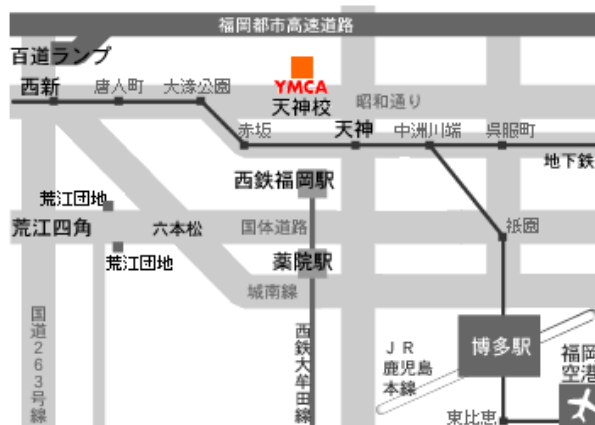 福岡都市高速道路
百道ランプ
西新
唐人町
大濠公園
YMCA
天神校
昭和通り
赤坂
天神
中洲川端
呉服町
地下鉄
西鉄福岡駅
荒江団地
荒江四角
六本松
国体道路
祇園
荒江団地
薬院駅
城南線
国道263号線
西鉄大牟田線
JR
鹿児島
本線
博多駅
福岡
空港
東比恵